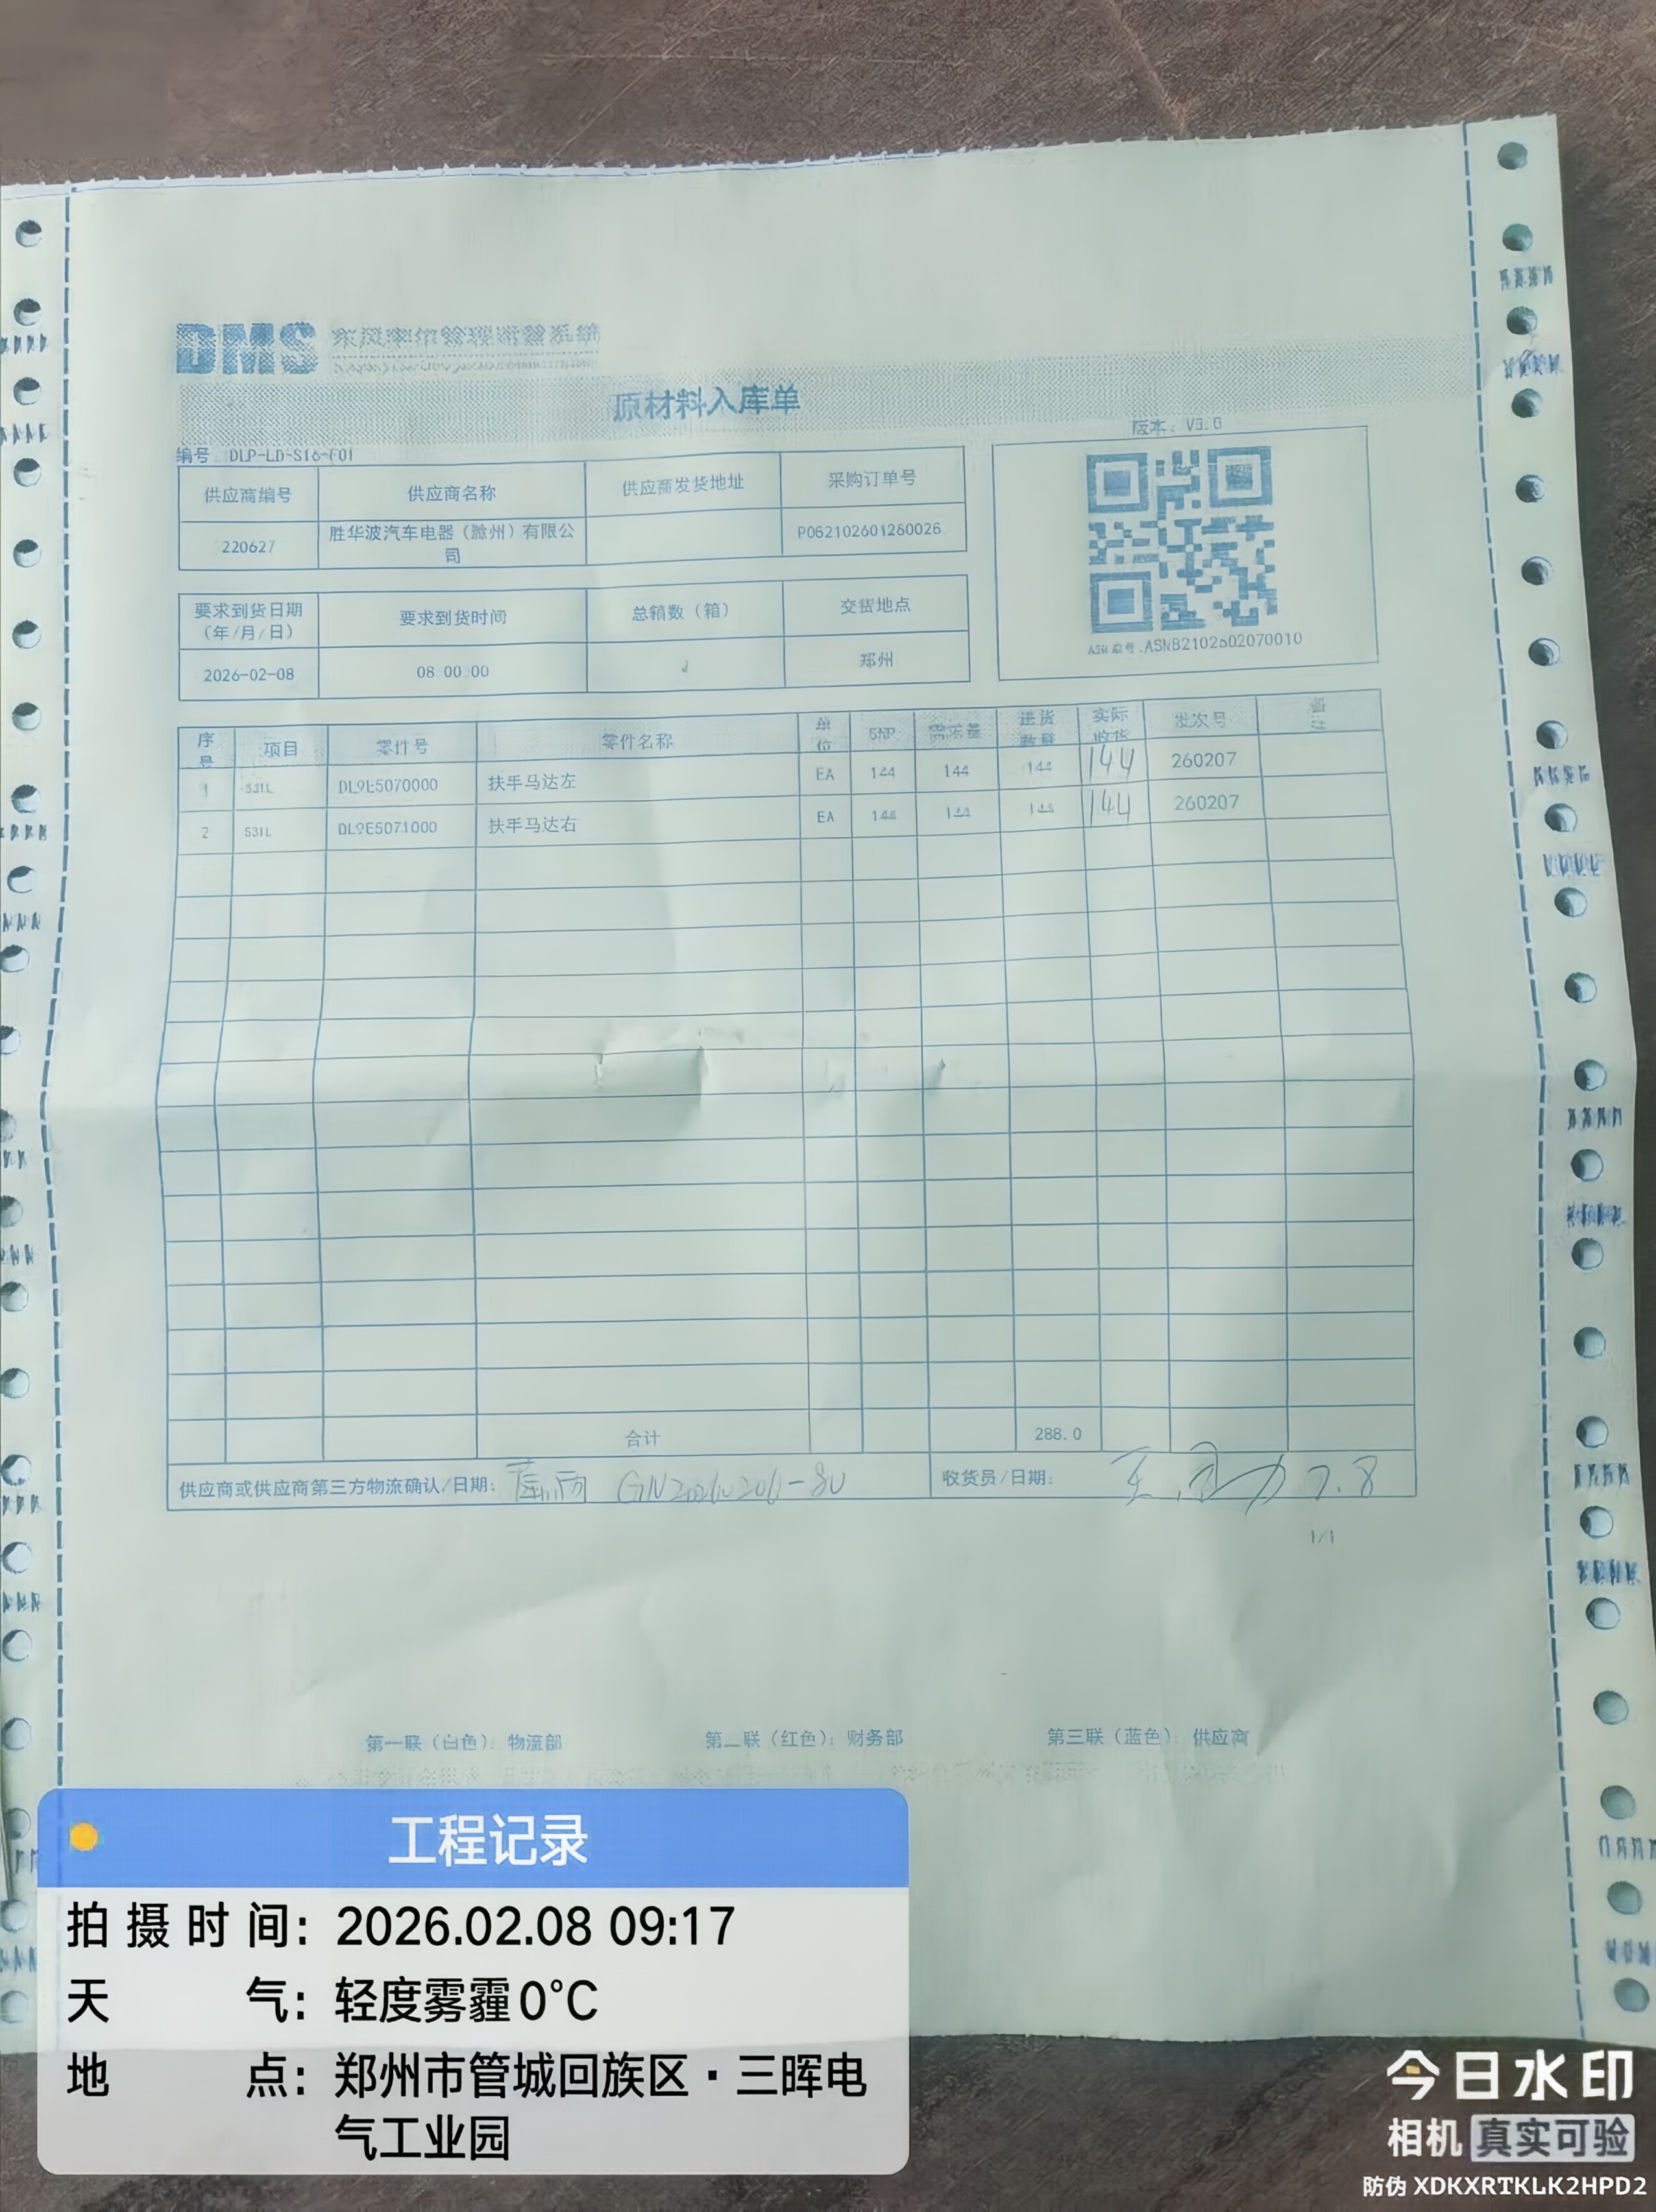 DMS
原材料入库单
版本: V3.0
编号: DLP-LD-S16-F01
供应商编号 供应商名称 供应商发货地址 采购订单号
220627 胜华波汽车电器（滁州）有限公司 P062102601280026
要求到货日期（年/月/日） 要求到货时间 总箱数（箱） 交货地点
2026-02-08 08:00:00 郑州
ASN编号:ASNB2102602070010
序号 项目 零件号 零件名称 单位 SNP 需求量 进货数量 实际收货 发次号
1 531L DL9E5070000 扶手马达左 EA 144 144 144 144 260207
2 531L DL9E5071000 扶手马达右 EA 144 144 144 144 260207
合计 288.0
供应商或供应商第三方物流确认/日期: 收货员/日期:
1/1
第一联（白色）: 物流部 第二联（红色）: 财务部 第三联（蓝色）: 供应商
工程记录
拍摄时间: 2026.02.08 09:17
天气: 轻度雾霾0°C
地点: 郑州市管城回族区·三晖电
气工业园
今日水印
相机 真实可验
防伪 XDKXRTKLK2HPD2